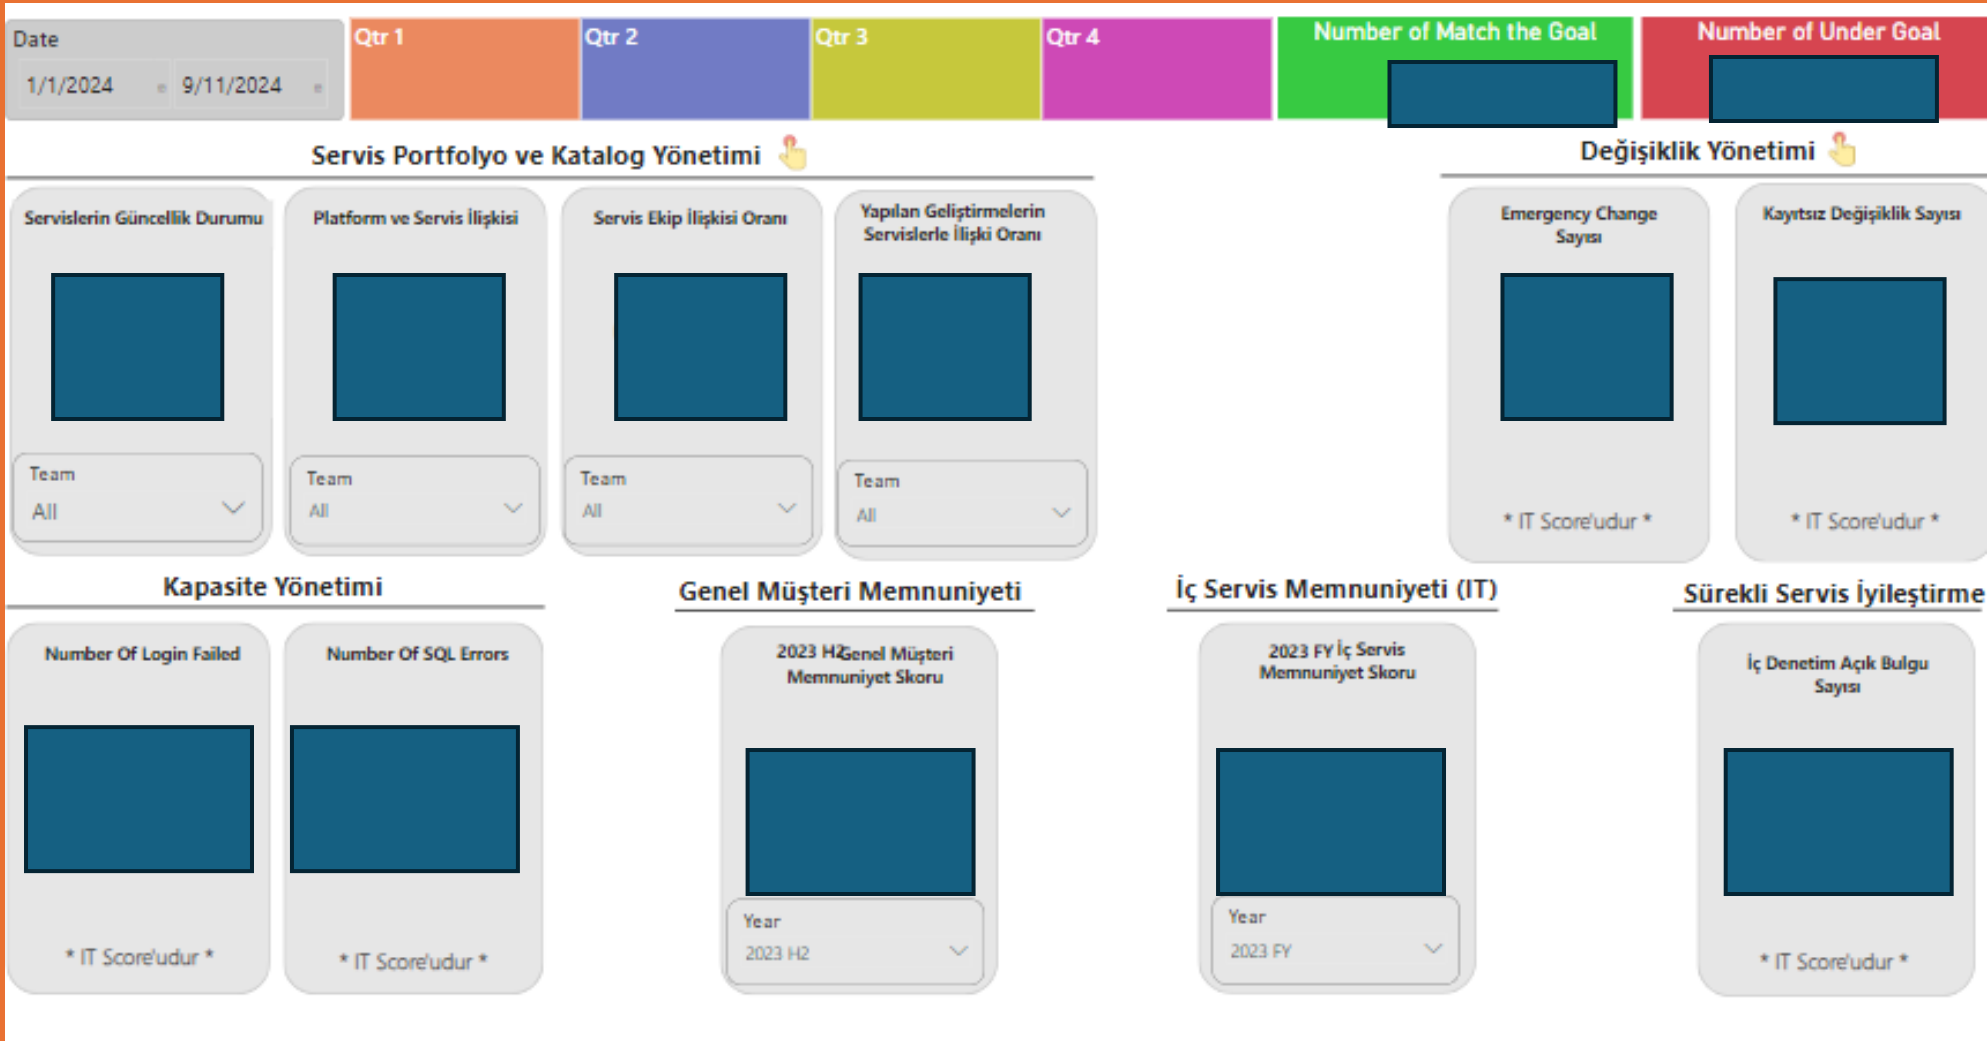 Date
1/1/2024
9/11/2024
Qtr 1
Qtr 2
Qtr 3
Qtr 4
Number of Match the Goal
Number of Under Goal
Servis Portfolyo ve Katalog Yönetimi
Değişiklik Yönetimi
Servislerin Güncellik Durumu
Team
All
Platform ve Servis İlişkisi
Team
All
Servis Ekip İlişkisi Oranı
Team
All
Yapılan Geliştirmelerin
Servislerle İlişki Oranı
Team
All
Emergency Change
Sayısı
* IT Score'udur *
Kayıtsız Değişiklik Sayısı
* IT Score'udur *
Kapasite Yönetimi
Genel Müşteri Memnuniyeti
İç Servis Memnuniyeti (IT)
Sürekli Servis İyileştirme
Number Of Login Failed
* IT Score'udur *
Number Of SQL Errors
* IT Score'udur *
2023 H2 Genel Müşteri
Memnuniyet Skoru
Year
2023 H2
2023 FY İç Servis
Memnuniyet Skoru
Year
2023 FY
İç Denetim Açık Bulgu
Sayısı
* IT Score'udur *